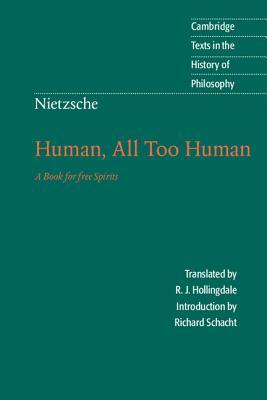 Cambridge
Texts in the
History of
Philosophy
Nietzsche
Human, All Too Human
A Book for free Spirits
Translated by
R. J. Hollingdale
Introduction by
Richard Schacht